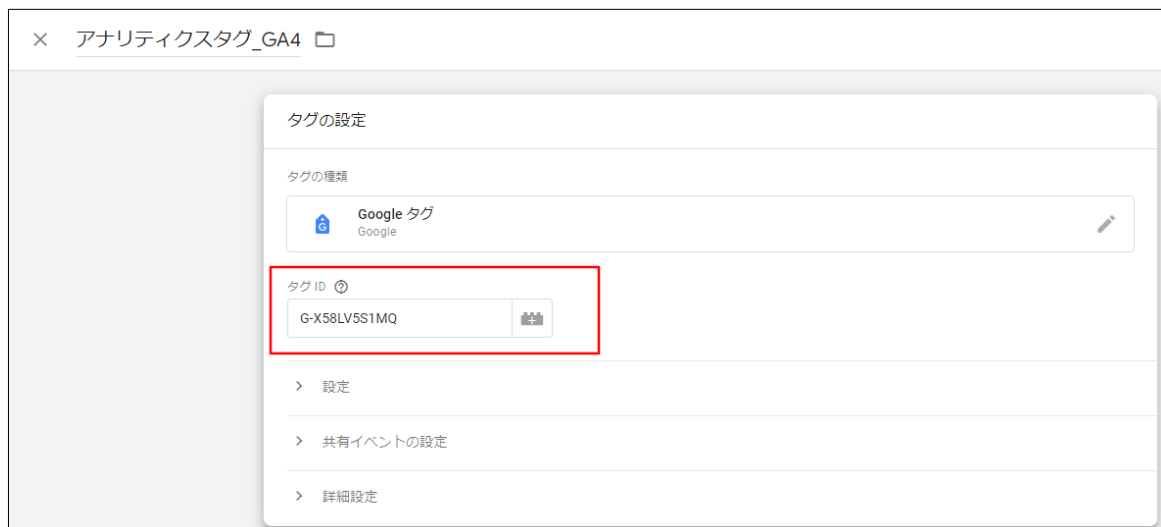 アナリティクスタグ_GA4
タグの設定
タグの種類
Google タグ
Google
タグ ID
G-X58LV5S1MQ
設定
共有イベントの設定
詳細設定